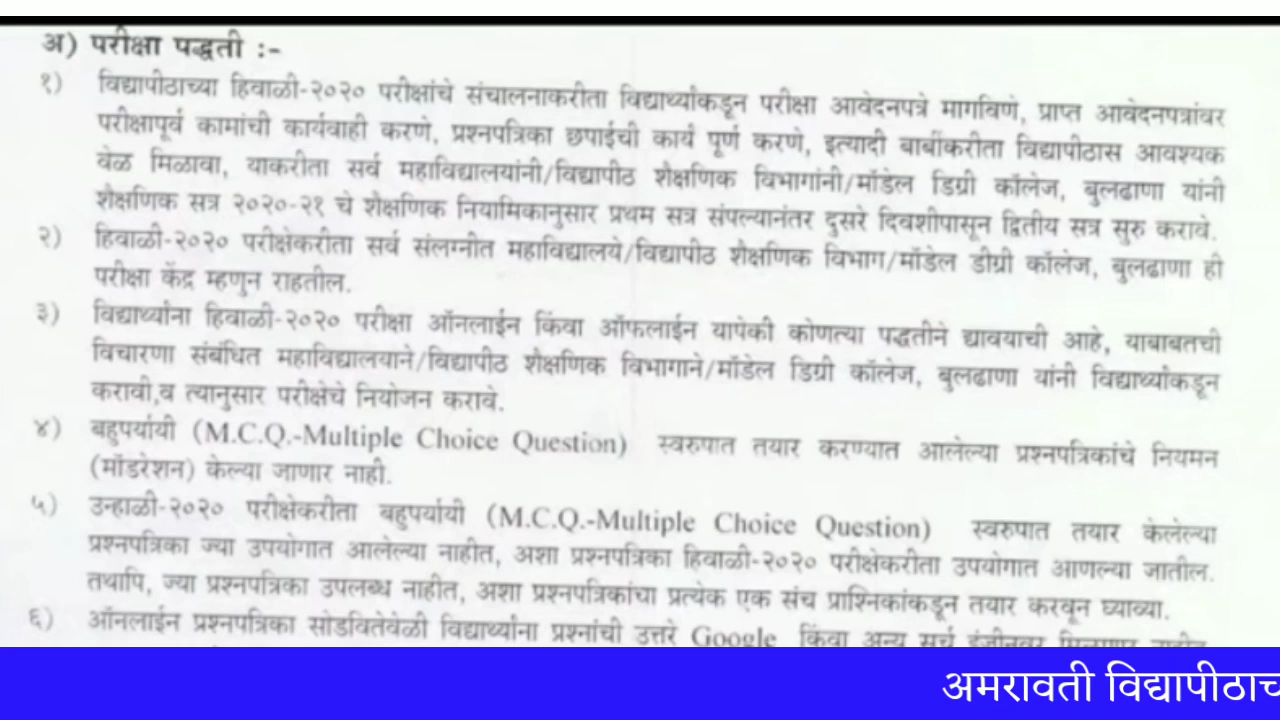 अ) परीक्षा पद्धती :-
१) विद्यापीठाच्या हिवाळी-२०२० परीक्षांचे संचालनाकरीता विद्यार्थ्यांकडून परीक्षा आवेदनपत्रे मागविणे, प्राप्त आवेदनपत्रांवर
परीक्षापूर्व कामांची कार्यवाही करणे, प्रश्नपत्रिका छपाईची कार्य पूर्ण करणे, इत्यादी बाबींकरीता विद्यापीठास आवश्यक
वेळ मिळावा, याकरीता सर्व महाविद्यालयांनी/विद्यापीठ शैक्षणिक विभागांनी/मॉडेल डिग्री कॉलेज, बुलढाणा यांनी
शैक्षणिक सत्र २०२०-२१ चे शैक्षणिक नियामिकानुसार प्रथम सत्र संपल्यानंतर दुसरे दिवशीपासून द्वितीय सत्र सुरु करावे.
२) हिवाळी-२०२० परीक्षेकरीता सर्व संलग्नीत महाविद्यालये/विद्यापीठ शैक्षणिक विभाग/मॉडेल डीग्री कॉलेज, बुलढाणा ही
परीक्षा केंद्र म्हणुन राहतील.
३) विद्यार्थ्यांना हिवाळी-२०२० परीक्षा ऑनलाईन किंवा ऑफलाईन यापेकी कोणत्या पद्धतीने द्यावयाची आहे, याबाबतची
विचारणा संबंधित महाविद्यालयाने/विद्यापीठ शैक्षणिक विभागाने/मॉडेल डिग्री कॉलेज, बुलढाणा यांनी विद्यार्थ्यांकडून
करावी,व त्यानुसार परीक्षेचे नियोजन करावे.
४) बहुपर्यायी (M.C.Q.-Multiple Choice Question) स्वरुपात तयार करण्यात आलेल्या प्रश्नपत्रिकांचे नियमन
(मॉडरेशन) केल्या जाणार नाही.
५) उन्हाळी-२०२० परीक्षेकरीता बहुपर्यायी (M.C.Q.-Multiple Choice Question) स्वरुपात तयार केलेल्या
प्रश्नपत्रिका ज्या उपयोगात आलेल्या नाहीत, अशा प्रश्नपत्रिका हिवाळी-२०२० परीक्षेकरीता उपयोगात आणल्या जातील.
तथापि, ज्या प्रश्नपत्रिका उपलब्ध नाहीत, अशा प्रश्नपत्रिकांचा प्रत्येक एक संच प्राश्निकांकडून तयार करवून घ्याव्या.
६) ऑनलाईन प्रश्नपत्रिका सोडवितेवेळी विद्यार्थ्यांना प्रश्नांची उत्तरे Google किंवा अन्य सर्च इंजीनवर
अमरावती विद्यापीठाच